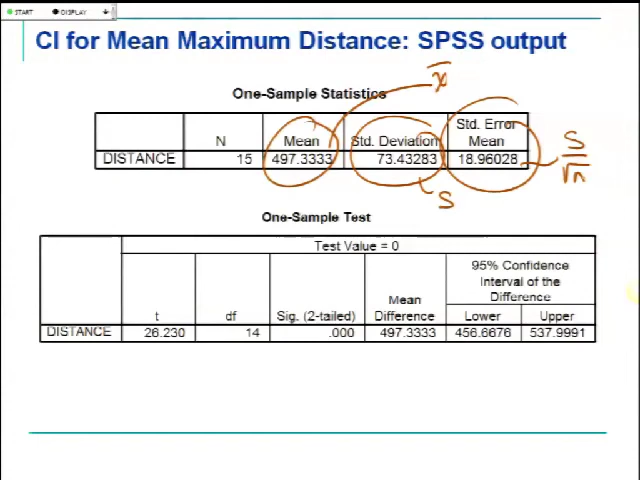 START DISPLAY
CI for Mean Maximum Distance: SPSS output
x̄
One-Sample Statistics
N Mean Std. Deviation Std. Error Mean
DISTANCE 15 497.3333 73.43283 18.96028
s/√n
s
One-Sample Test
Test Value = 0
t df Sig. (2-tailed) Mean Difference 95% Confidence Interval of the Difference
Lower Upper
DISTANCE 26.230 14 .000 497.3333 456.6676 537.9991